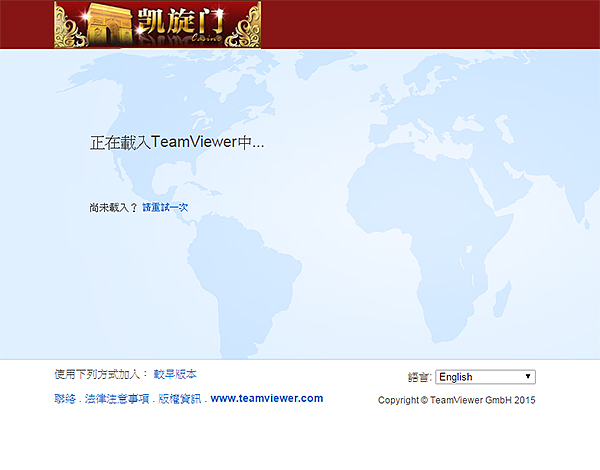 凯旋门
Casino
正在載入TeamViewer中...
尚未載入？ 請重試一次
使用下列方式加入： 較早版本
語言: English
聯絡 . 法律注意事項 . 版權資訊 . www.teamviewer.com
Copyright © TeamViewer GmbH 2015